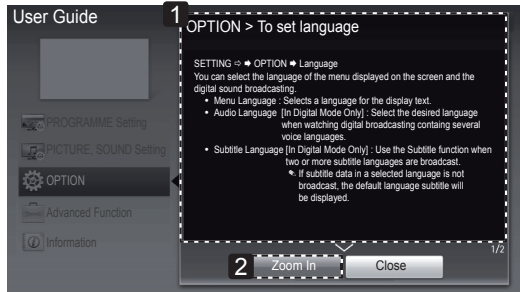 User Guide
1
OPTION > To set language
SETTING ⇨ ➡ OPTION ➡ Language
You can select the language of the menu displayed on the screen and the
digital sound broadcasting.
• Menu Language : Selects a language for the display text.
• Audio Language [In Digital Mode Only] : Select the desired language
when watching digital broadcasting containg several
voice languages.
• Subtitle Language [In Digital Mode Only] : Use the Subtitle function when
two or more subtitle languages are broadcast.
✎ If subtitle data in a selected language is not
broadcast, the default language subtitle will
be displayed.
PROGRAMME Setting
PICTURE, SOUND Setting
OPTION
Advanced Function
Information
1/2
2
Zoom In
Close